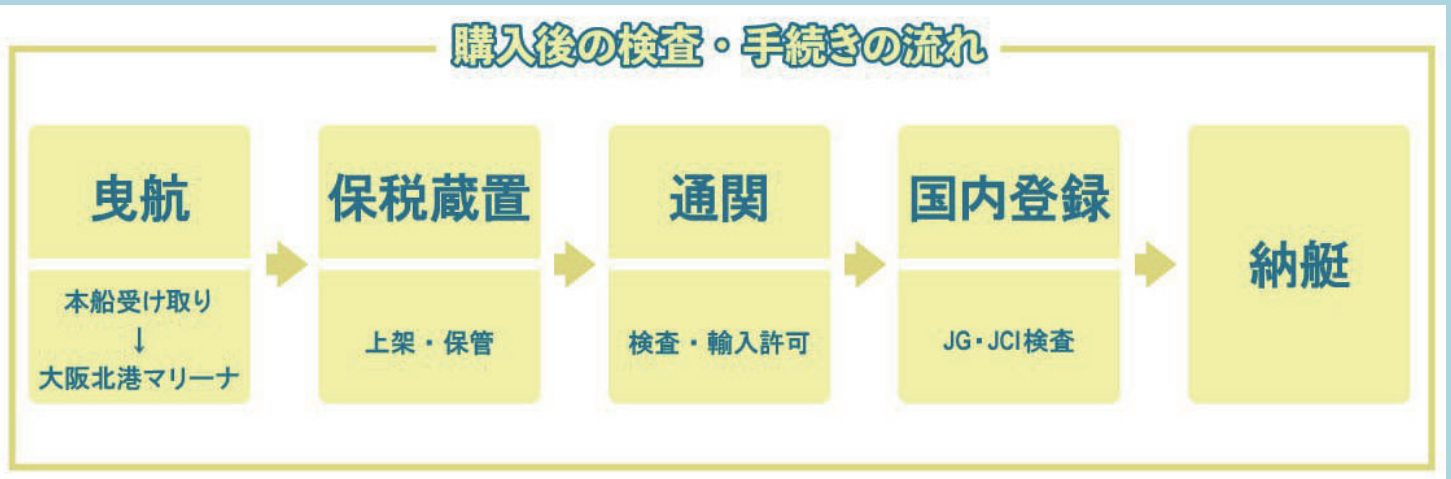 購入後の検査・手続きの流れ
曳航
本船受け取り
↓
大阪北港マリーナ
保税蔵置
上架・保管
通関
検査・輸入許可
国内登録
JG・JCI検査
納艇